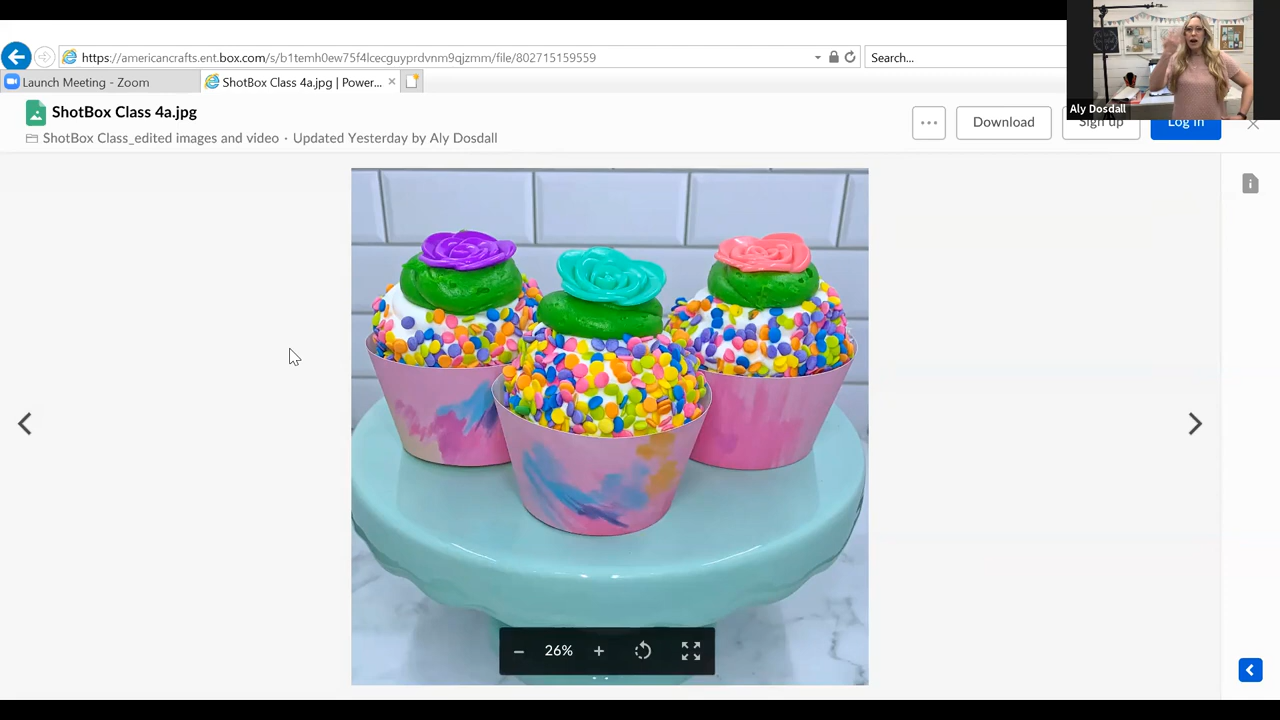 https://americancrafts.ent.box.com/s/b1temh0ew75f4lcecguyprdvnm9qjzmm/file/802715159559
Search...
Launch Meeting - Zoom
ShotBox Class 4a.jpg | Power...
Aly Dosdall
ShotBox Class 4a.jpg
Download
Sign up
Log In
ShotBox Class_edited images and video · Updated Yesterday by Aly Dosdall
26%